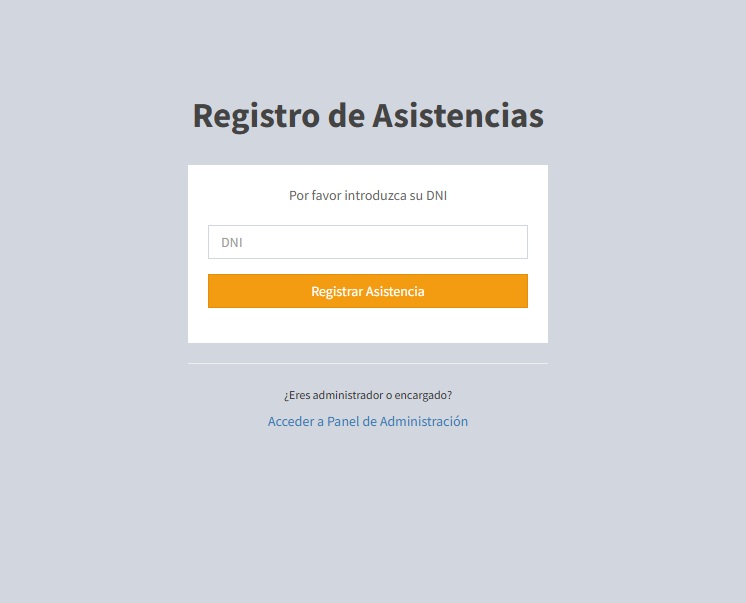 Registro de Asistencias
Por favor introduzca su DNI
DNI
Registrar Asistencia
¿Eres administrador o encargado?
Acceder a Panel de Administración